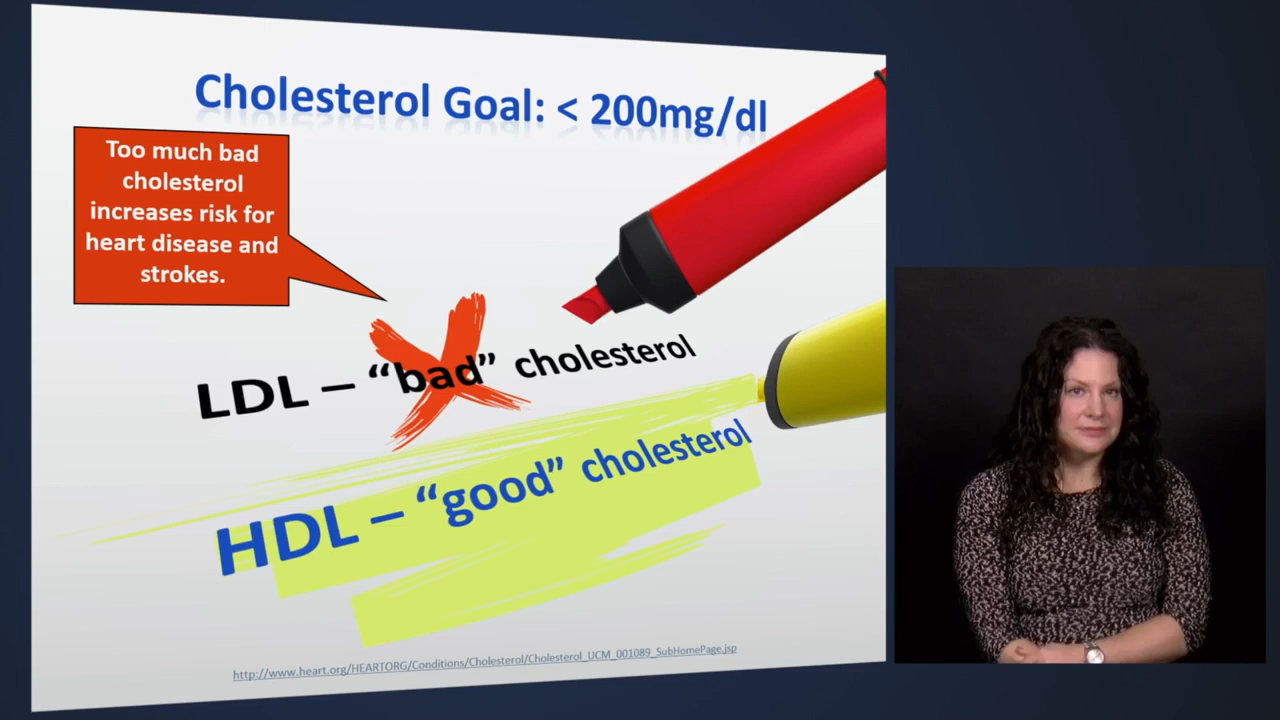 Cholesterol Goal: < 200mg/dl
Too much bad
cholesterol
increases risk for
heart disease and
strokes.
LDL – “bad” cholesterol
HDL – “good” cholesterol
http://www.heart.org/HEARTORG/Conditions/Cholesterol/Cholesterol_UCM_001089_SubHomePage.jsp